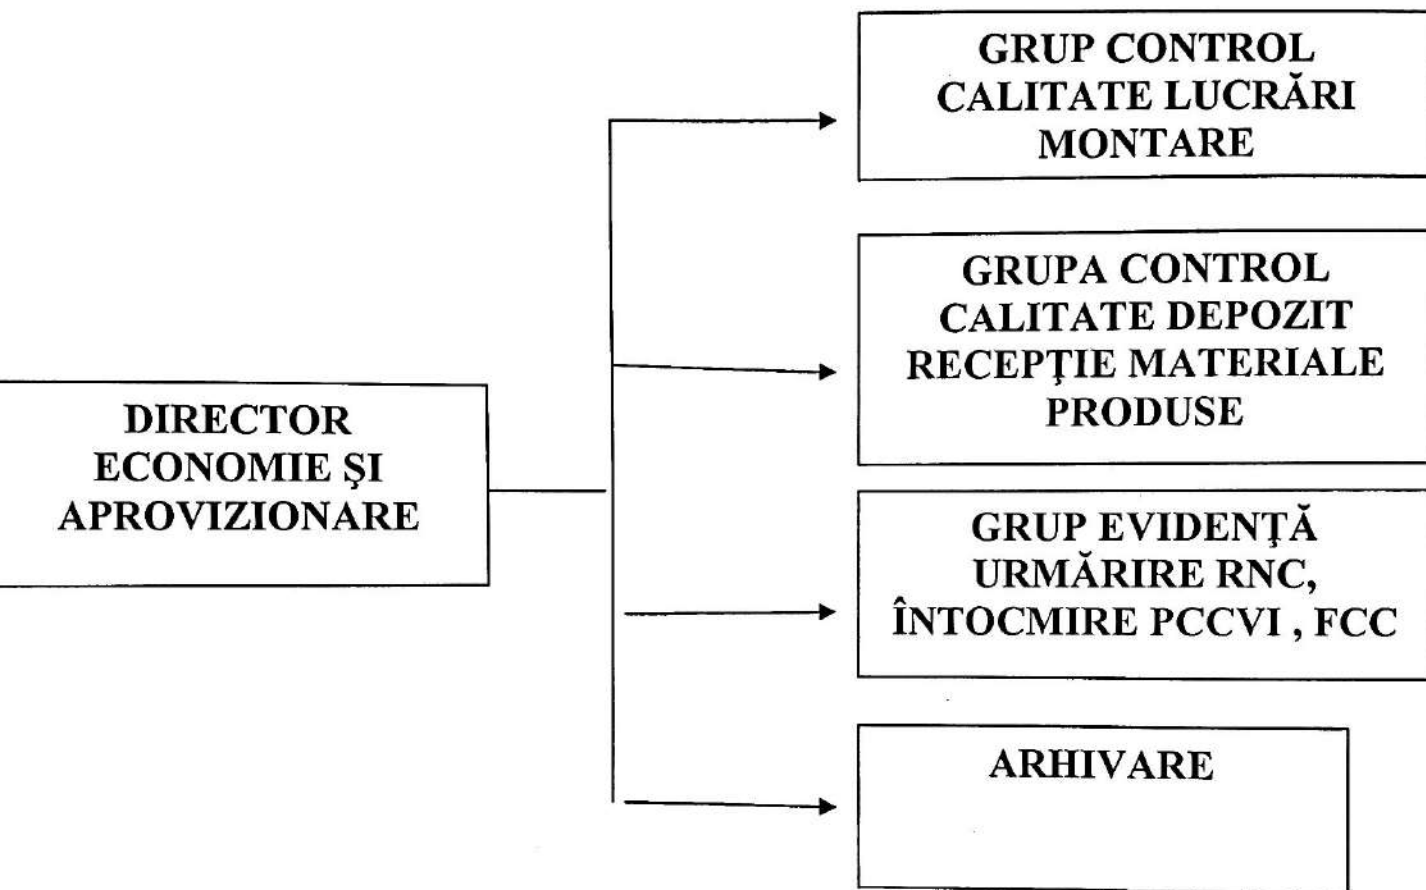 GRUP CONTROL
CALITATE LUCRĂRI
MONTARE
GRUPA CONTROL
CALITATE DEPOZIT
RECEPŢIE MATERIALE
PRODUSE
DIRECTOR
ECONOMIE ŞI
APROVIZIONARE
GRUP EVIDENŢĂ
URMĂRIRE RNC,
ÎNTOCMIRE PCCVI , FCC
ARHIVARE